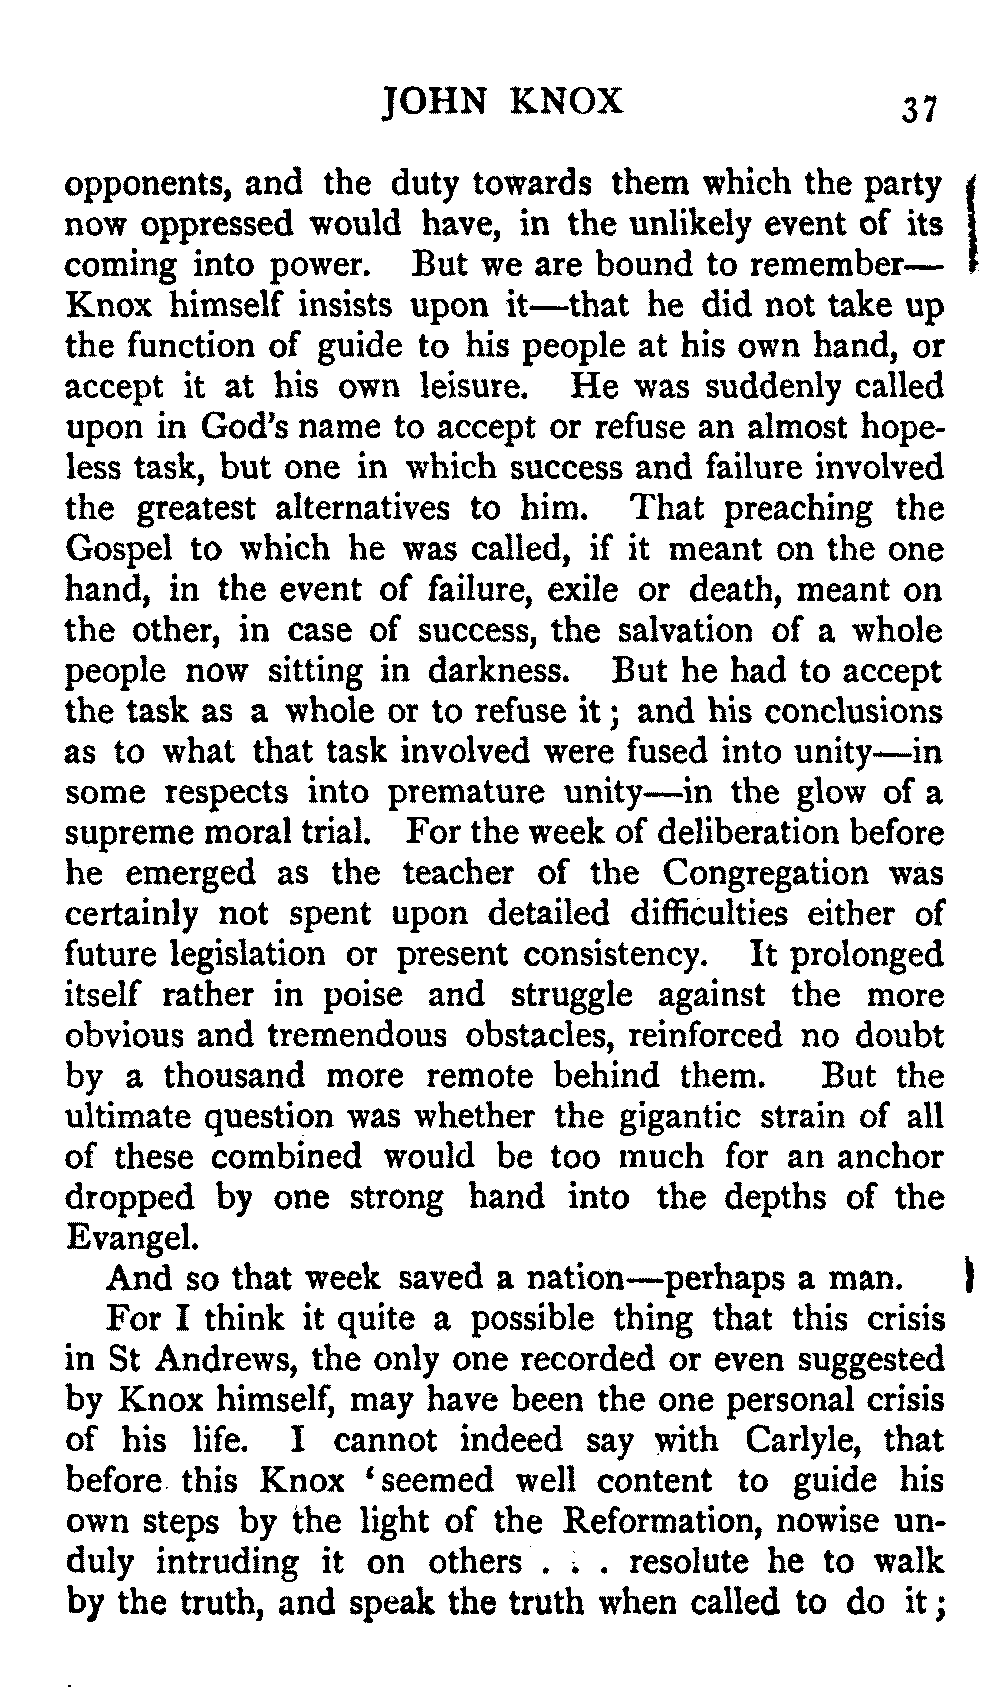 JOHN KNOX 37
opponents, and the duty towards them which the party
now oppressed would have, in the unlikely event of its
coming into power. But we are bound to remember—
Knox himself insists upon it—that he did not take up
the function of guide to his people at his own hand, or
accept it at his own leisure. He was suddenly called
upon in God's name to accept or refuse an almost hope-
less task, but one in which success and failure involved
the greatest alternatives to him. That preaching the
Gospel to which he was called, if it meant on the one
hand, in the event of failure, exile or death, meant on
the other, in case of success, the salvation of a whole
people now sitting in darkness. But he had to accept
the task as a whole or to refuse it; and his conclusions
as to what that task involved were fused into unity—in
some respects into premature unity—in the glow of a
supreme moral trial. For the week of deliberation before
he emerged as the teacher of the Congregation was
certainly not spent upon detailed difficulties either of
future legislation or present consistency. It prolonged
itself rather in poise and struggle against the more
obvious and tremendous obstacles, reinforced no doubt
by a thousand more remote behind them. But the
ultimate question was whether the gigantic strain of all
of these combined would be too much for an anchor
dropped by one strong hand into the depths of the
Evangel.
And so that week saved a nation—perhaps a man.
For I think it quite a possible thing that this crisis
in St Andrews, the only one recorded or even suggested
by Knox himself, may have been the one personal crisis
of his life. I cannot indeed say with Carlyle, that
before this Knox 'seemed well content to guide his
own steps by the light of the Reformation, nowise un-
duly intruding it on others . . . resolute he to walk
by the truth, and speak the truth when called to do it;